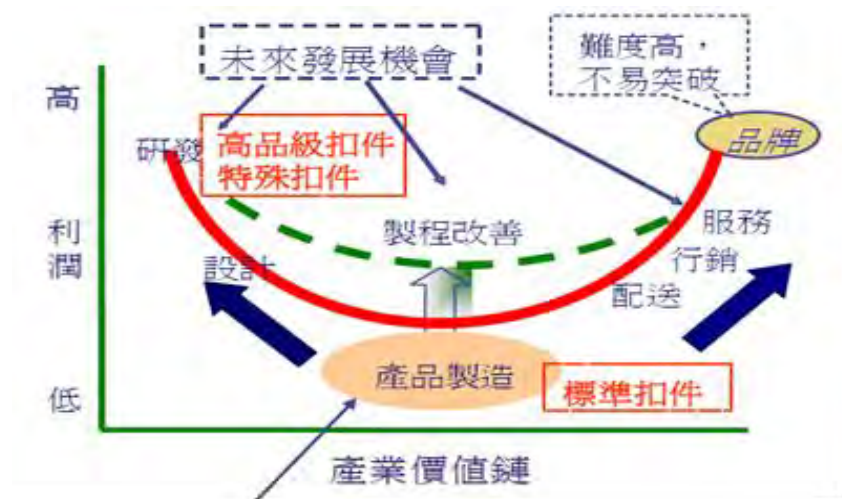 未來發展機會
難度高，
不易突破
高
研發
高品級扣件
特殊扣件
品牌
利
潤
製程改善
服務
行銷
設計
配送
產品製造
標準扣件
低
產業價值鏈